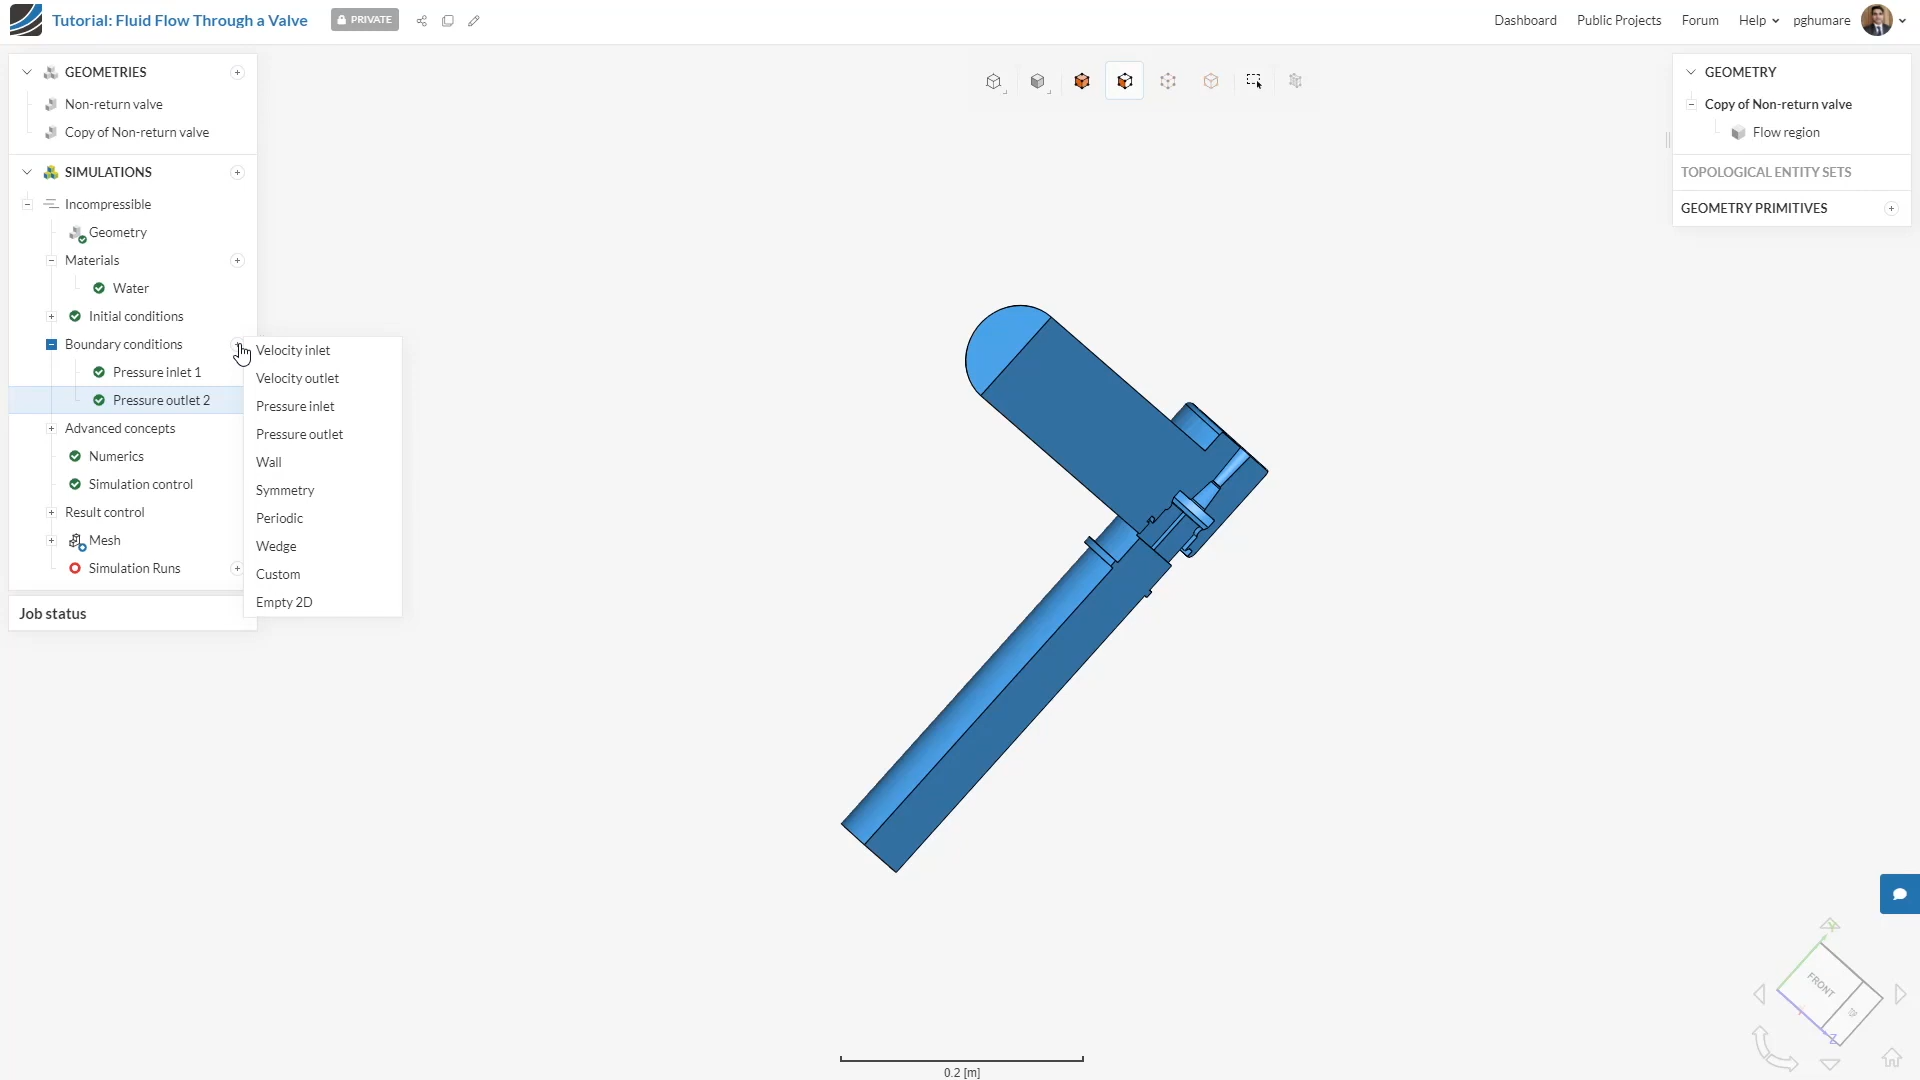 Tutorial: Fluid Flow Through a Valve
PRIVATE
Dashboard
Public Projects
Forum
Help
pghumare
GEOMETRIES
Non-return valve
Copy of Non-return valve
SIMULATIONS
Incompressible
Geometry
Materials
Water
Initial conditions
Boundary conditions
Pressure inlet 1
Pressure outlet 2
Advanced concepts
Numerics
Simulation control
Result control
Mesh
Simulation Runs
Job status
Velocity inlet
Velocity outlet
Pressure inlet
Pressure outlet
Wall
Symmetry
Periodic
Wedge
Custom
Empty 2D
GEOMETRY
Copy of Non-return valve
Flow region
TOPOLOGICAL ENTITY SETS
GEOMETRY PRIMITIVES
FRONT
Z
0.2 [m]